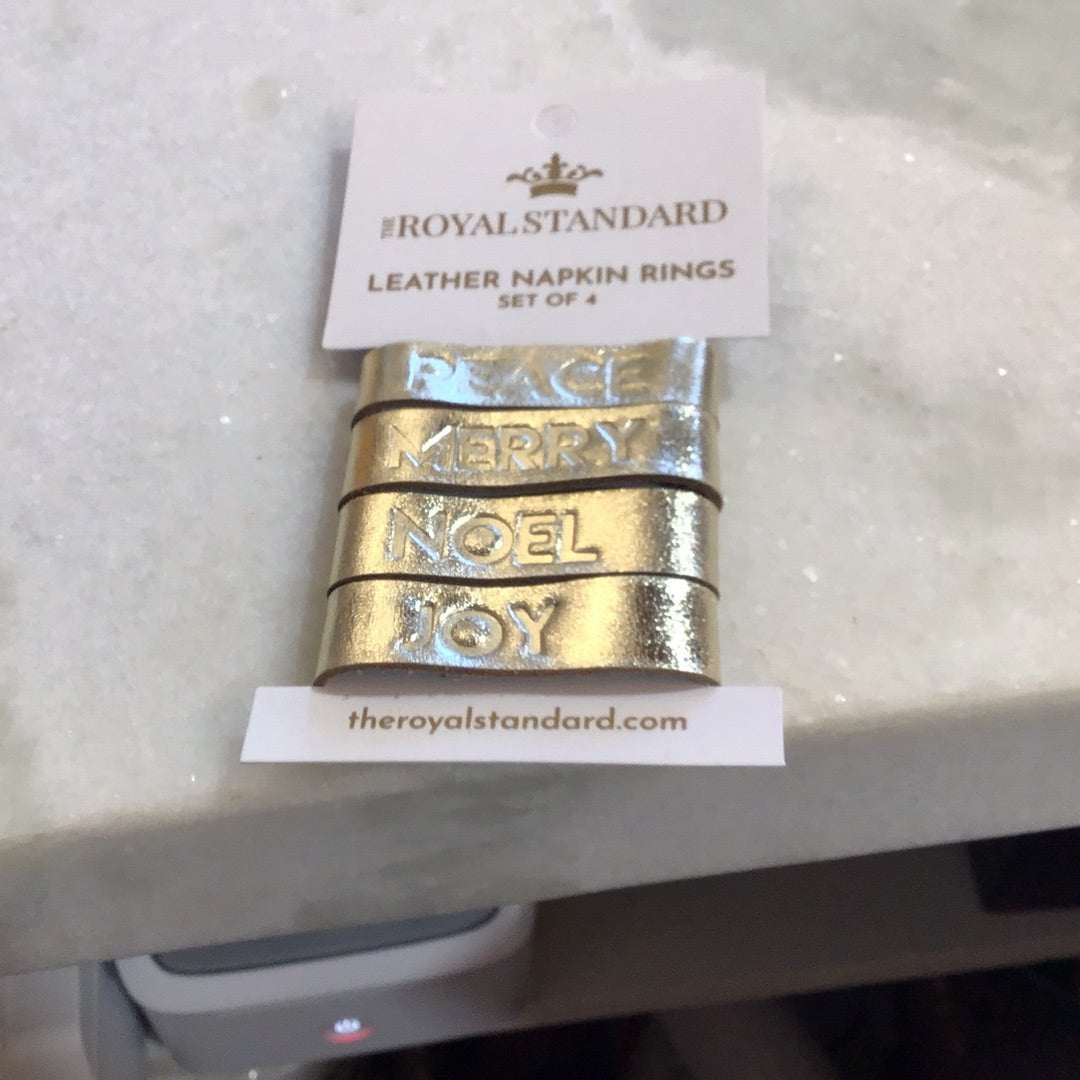 THE ROYAL STANDARD
LEATHER NAPKIN RINGS
SET OF 4
PEACE
MERRY
NOEL
JOY
theroyalstandard.com